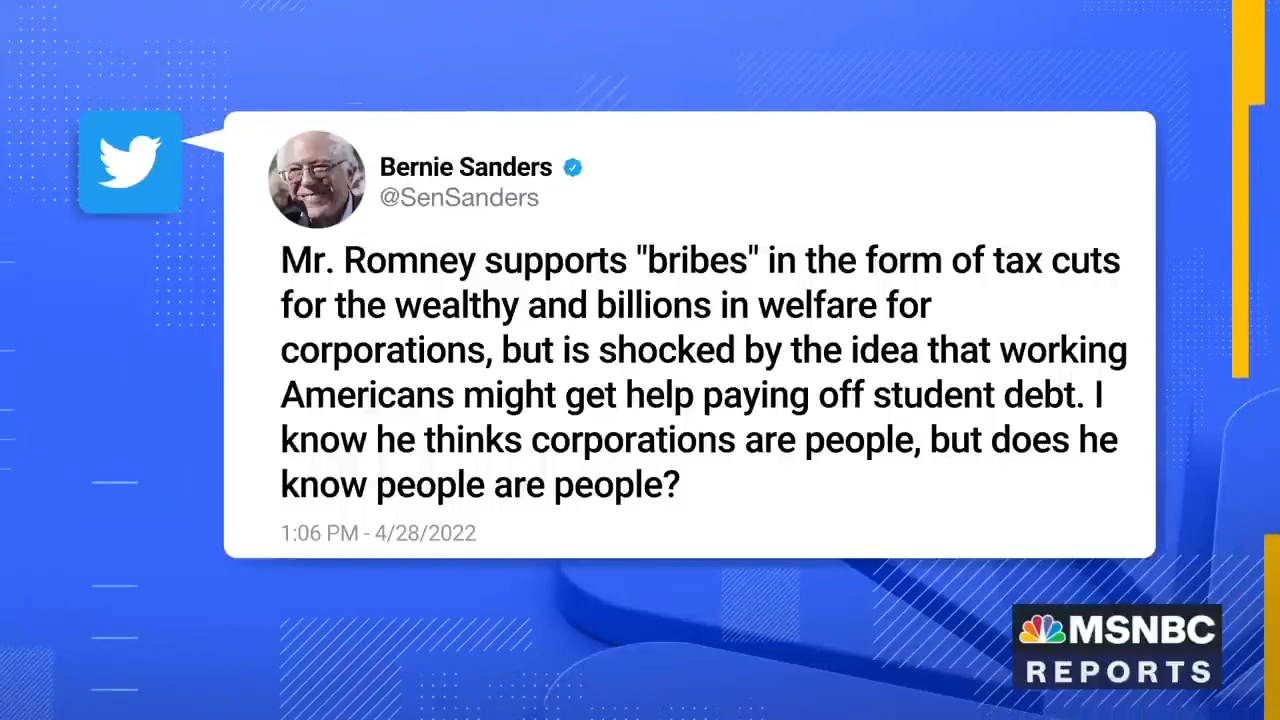 Bernie Sanders
@SenSanders
Mr. Romney supports "bribes" in the form of tax cuts
for the wealthy and billions in welfare for
corporations, but is shocked by the idea that working
Americans might get help paying off student debt. I
know he thinks corporations are people, but does he
know people are people?
1:06 PM - 4/28/2022
MSNBC
REPORTS